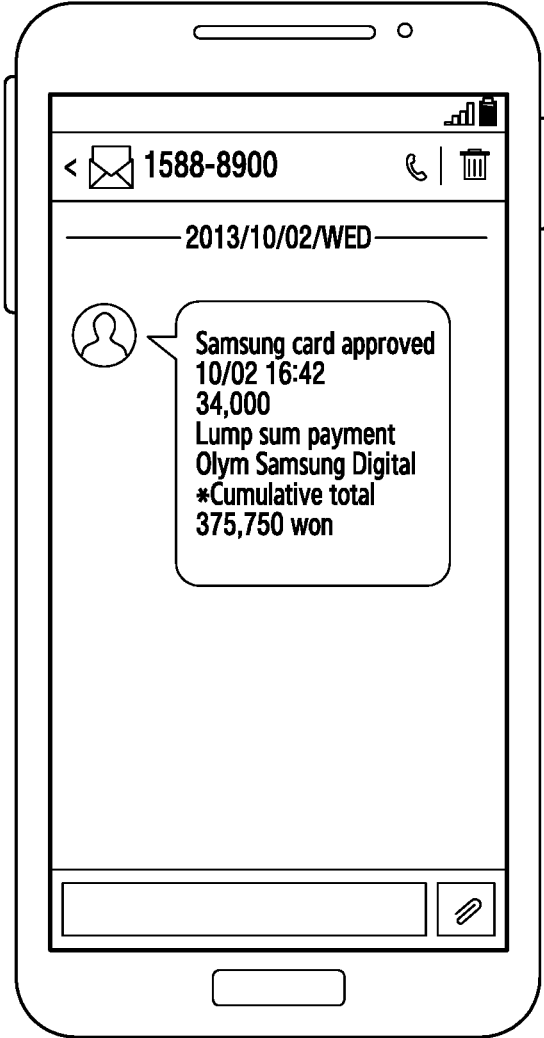 < 1588-8900
2013/10/02/WED
Samsung card approved
10/02 16:42
34,000
Lump sum payment
Olym Samsung Digital
*Cumulative total
375,750 won